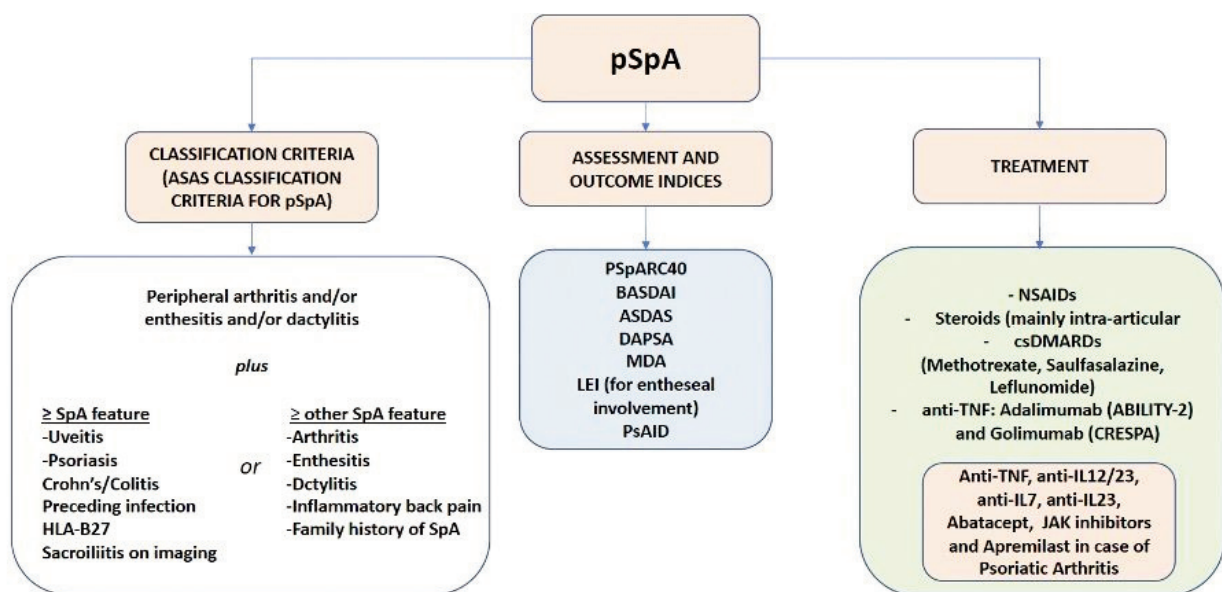 pSpA
CLASSIFICATION CRITERIA
(ASAS CLASSIFICATION
CRITERIA FOR pSpA)
ASSESSMENT AND
OUTCOME INDICES
TREATMENT
Peripheral arthritis and/or
enthesitis and/or dactylitis
plus
≥ SpA feature
-Uveitis
-Psoriasis
Crohn's/Colitis
Preceding infection
HLA-B27
Sacroiliitis on imaging
or
≥ other SpA feature
-Arthritis
-Enthesitis
-Dctylitis
-Inflammatory back pain
-Family history of SpA
PSpARC40
BASDAI
ASDAS
DAPSA
MDA
LEI (for entheseal
involvement)
PsAID
- NSAIDs
- Steroids (mainly intra-articular
- csDMARDs
(Methotrexate, Saulfasalazine,
Leflunomide)
- anti-TNF: Adalimumab (ABILITY-2)
and Golimumab (CRESPA)
Anti-TNF, anti-IL12/23,
anti-IL7, anti-IL23,
Abatacept, JAK inhibitors
and Apremilast in case of
Psoriatic Arthritis